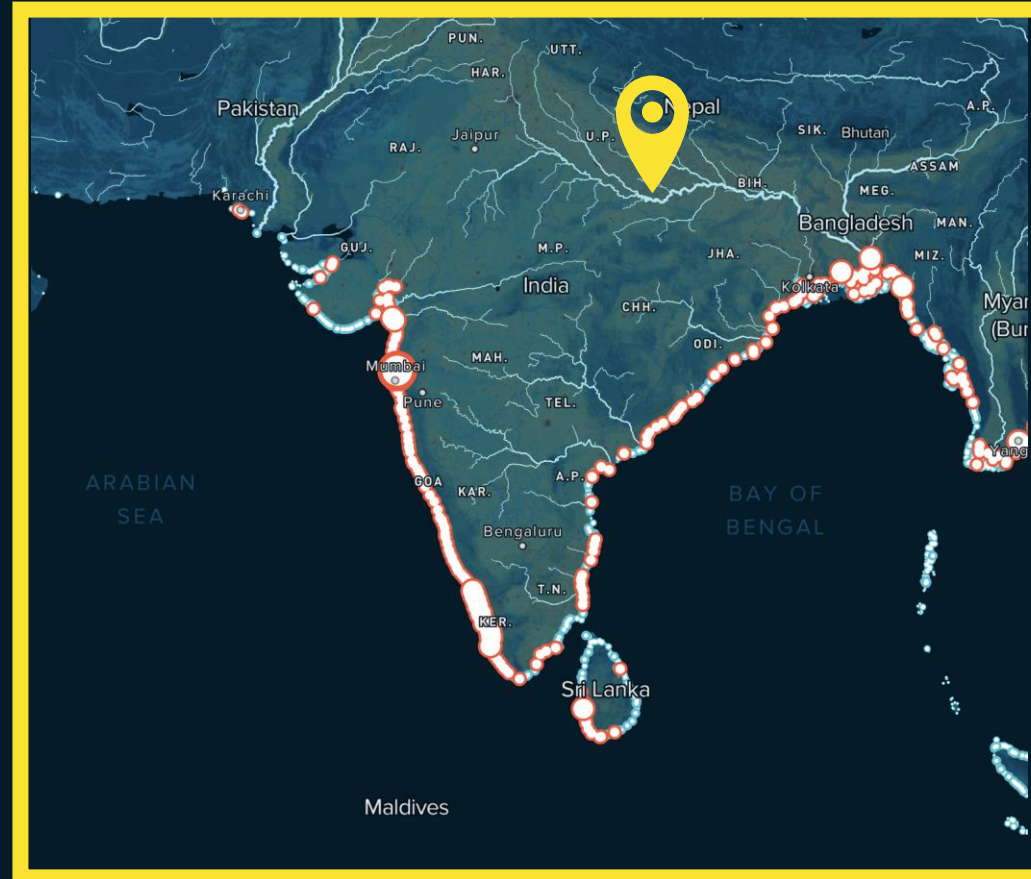 PUN.
UTT.
HAR.
Pakistan
Nepal
A.P.
Jaipur
U.P.
SIK.
Bhutan
RAJ.
ASSAM
BIH.
MEG.
Karachi
Bangladesh
MAN.
GUJ.
M.P.
JHA.
MIZ.
India
Kolkata
CHH.
Myar
(Bur
ODI.
MAH.
Mumbai
Pune
TEL.
Yang
A.P.
ARABIAN
SEA
GOA
KAR.
BAY OF
BENGAL
Bengaluru
T.N.
KER.
Sri Lanka
Maldives